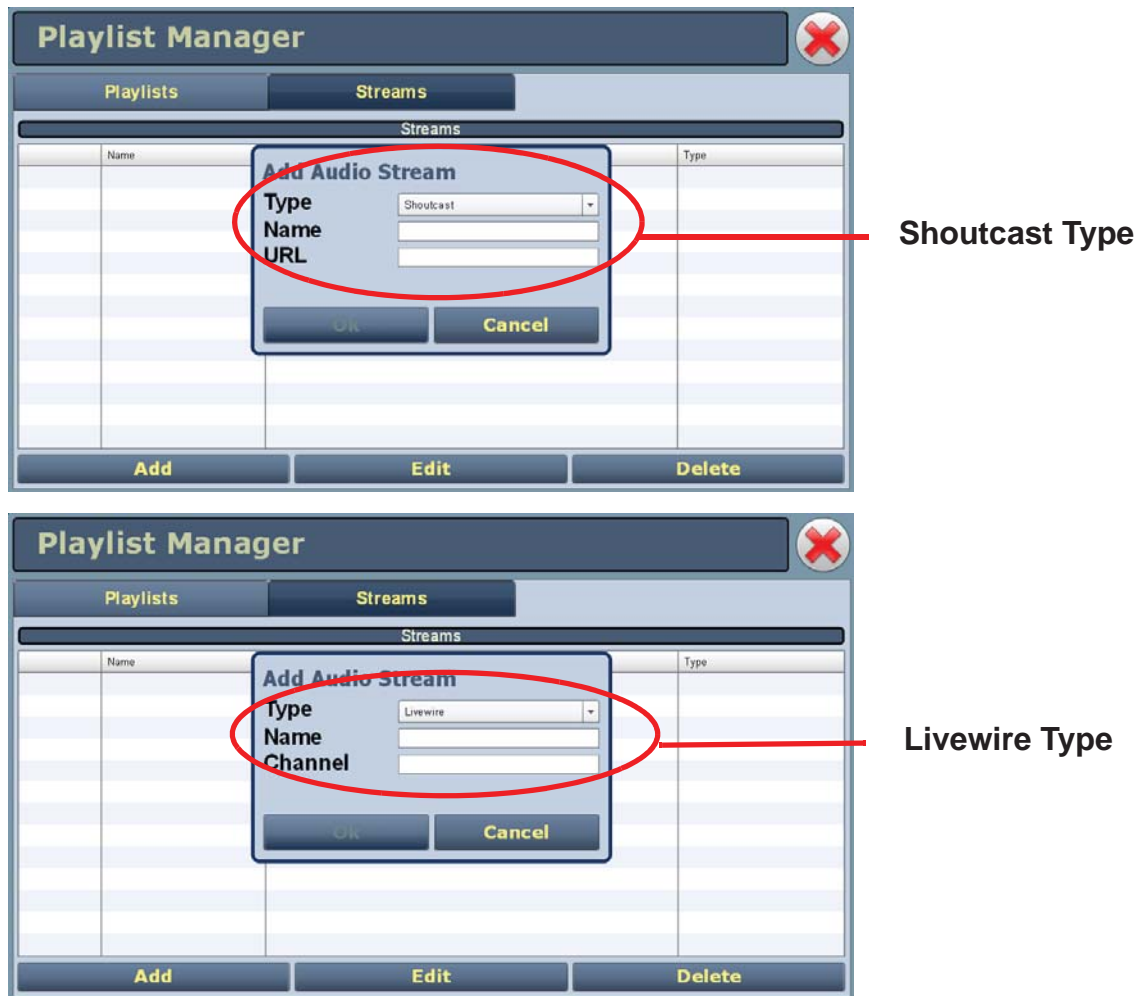 Playlist Manager
Playlists Streams
Streams
Name Type
Add Audio Stream
Type Shoutcast
Name
URL
Ok Cancel
Add Edit Delete
Shoutcast Type
Playlist Manager
Playlists Streams
Streams
Name Type
Add Audio Stream
Type Livewire
Name
Channel
Ok Cancel
Add Edit Delete
Livewire Type